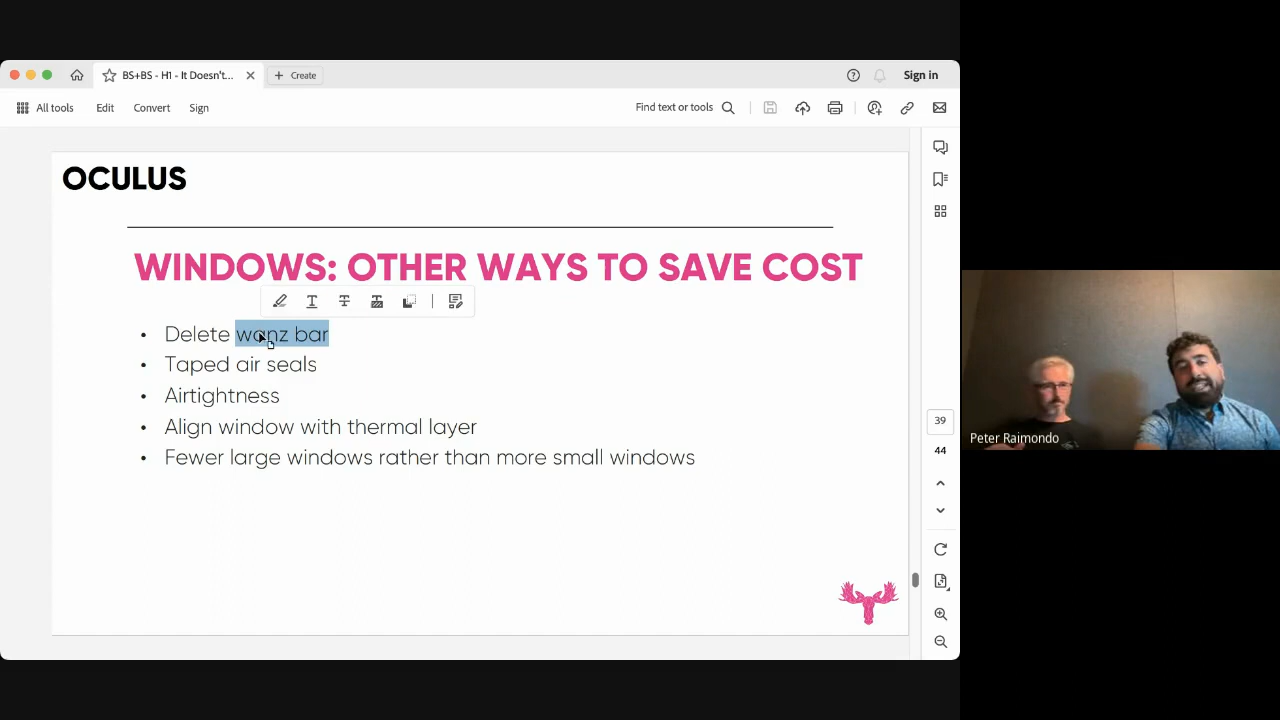 BS+BS - H1 - It Doesn't...
Create
Sign in
All tools
Edit
Convert
Sign
Find text or tools
OCULUS
WINDOWS: OTHER WAYS TO SAVE COST
• Delete wanz bar
• Taped air seals
• Airtightness
• Align window with thermal layer
• Fewer large windows rather than more small windows
39
44
Peter Raimondo